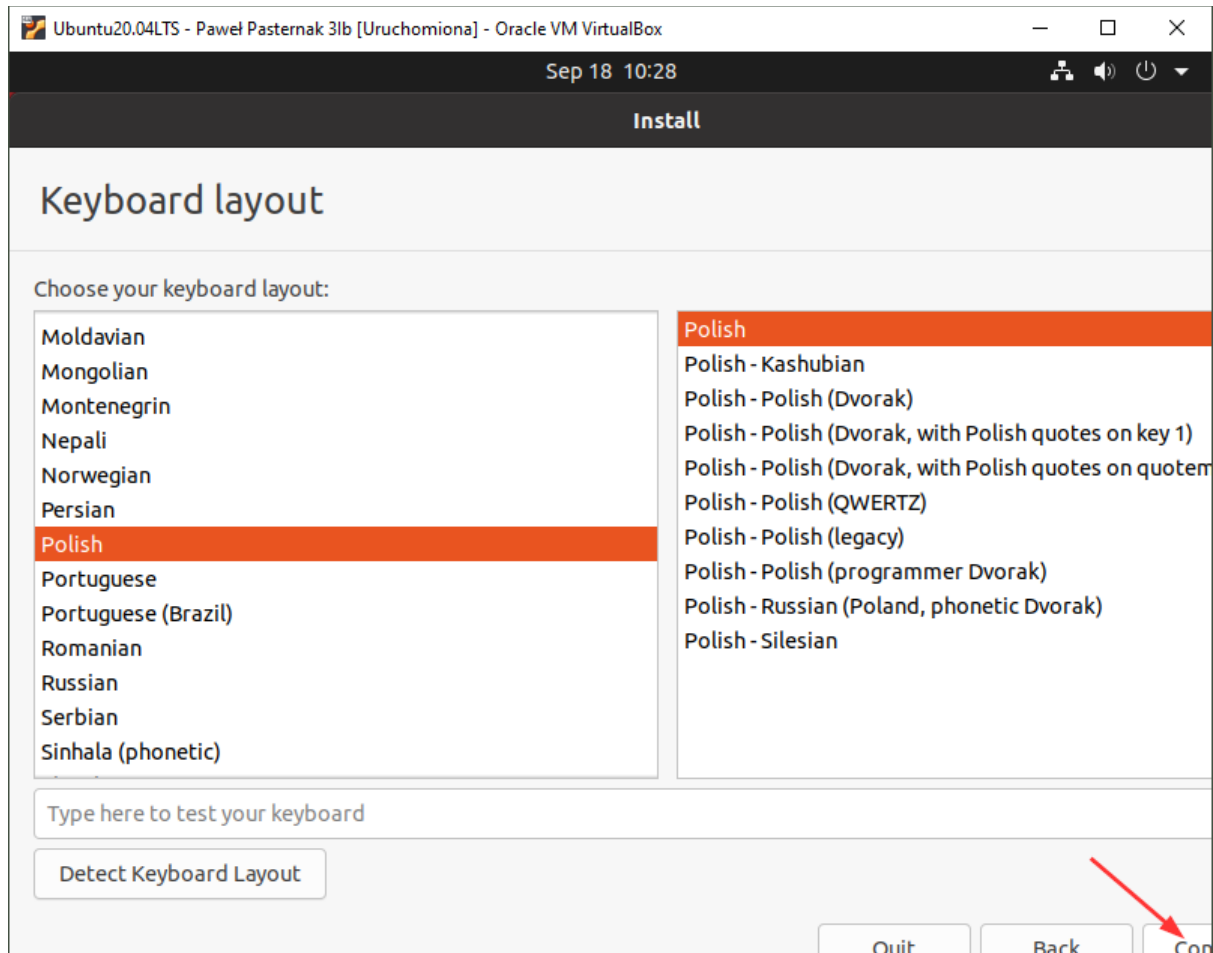 Ubuntu20.04LTS - Paweł Pasternak 3lb [Uruchomiona] - Oracle VM VirtualBox
Sep 18 10:28
Install
Keyboard layout
Choose your keyboard layout:
Moldavian
Mongolian
Montenegrin
Nepali
Norwegian
Persian
Polish
Portuguese
Portuguese (Brazil)
Romanian
Russian
Serbian
Sinhala (phonetic)
Polish
Polish - Kashubian
Polish - Polish (Dvorak)
Polish - Polish (Dvorak, with Polish quotes on key 1)
Polish - Polish (Dvorak, with Polish quotes on quotem
Polish - Polish (QWERTZ)
Polish - Polish (legacy)
Polish - Polish (programmer Dvorak)
Polish - Russian (Poland, phonetic Dvorak)
Polish - Silesian
Type here to test your keyboard
Detect Keyboard Layout
Quit Back Con